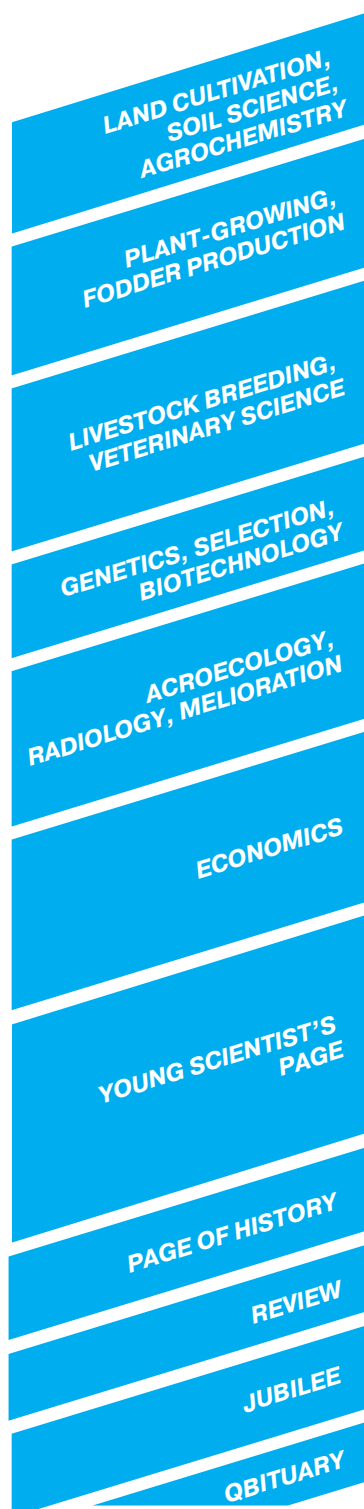 LAND CULTIVATION,
SOIL SCIENCE,
AGROCHEMISTRY
PLANT-GROWING,
FODDER PRODUCTION
LIVESTOCK BREEDING,
VETERINARY SCIENCE
GENETICS, SELECTION,
BIOTECHNOLOGY
ACROECOLOGY,
RADIOLOGY, MELIORATION
ECONOMICS
YOUNG SCIENTIST'S
PAGE
PAGE OF HISTORY
REVIEW
JUBILEE
QBITUARY